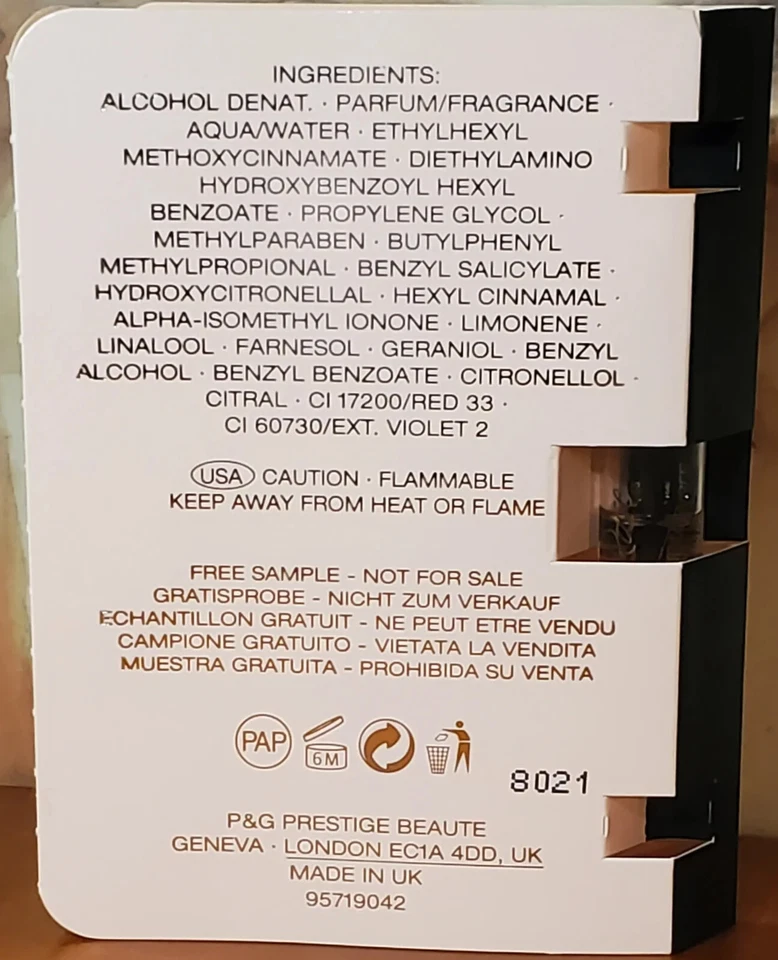 INGREDIENTS:
ALCOHOL DENAT. · PARFUM/FRAGRANCE ·
AQUA/WATER · ETHYLHEXYL
METHOXYCINNAMATE · DIETHYLAMINO
HYDROXYBENZOYL HEXYL
BENZOATE · PROPYLENE GLYCOL ·
METHYLPARABEN · BUTYLPHENYL
METHYLPROPIONAL · BENZYL SALICYLATE ·
HYDROXYCITRONELLAL · HEXYL CINNAMAL ·
ALPHA-ISOMETHYL IONONE · LIMONENE ·
LINALOOL · FARNESOL · GERANIOL · BENZYL
ALCOHOL · BENZYL BENZOATE · CITRONELLOL ·
CITRAL · CI 17200/RED 33 ·
CI 60730/EXT. VIOLET 2
USA CAUTION · FLAMMABLE
KEEP AWAY FROM HEAT OR FLAME
FREE SAMPLE - NOT FOR SALE
GRATISPROBE - NICHT ZUM VERKAUF
ECHANTILLON GRATUIT - NE PEUT ETRE VENDU
CAMPIONE GRATUITO - VIETATA LA VENDITA
MUESTRA GRATUITA - PROHIBIDA SU VENTA
PAP 6M
8021
P&G PRESTIGE BEAUTE
GENEVA · LONDON EC1A 4DD, UK
MADE IN UK
95719042